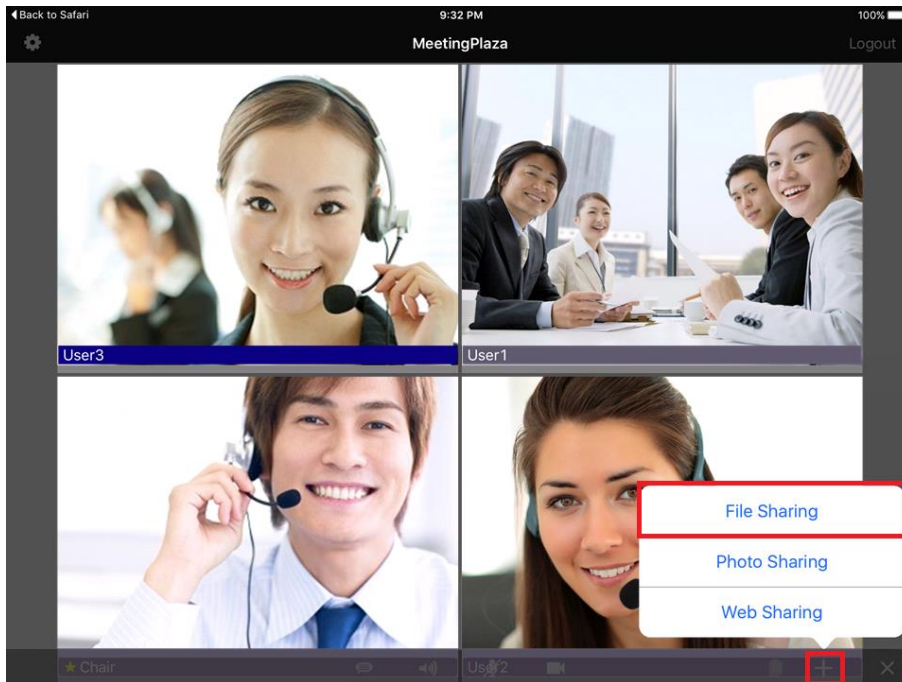 Back to Safari
9:32 PM
100%
MeetingPlaza
Logout
User3
User1
File Sharing
Photo Sharing
Web Sharing
Chair
User2